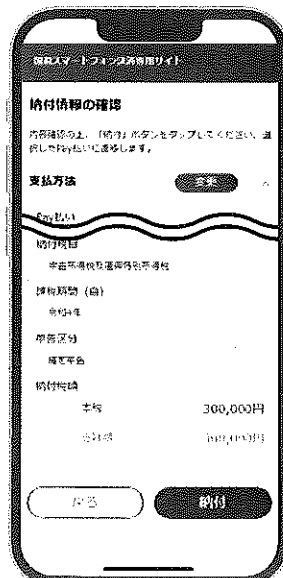 国税スマートフォン決済専用サイト
納付情報の確認
内容確認の上、「納付」ボタンをタップしてください。選
択したPay払いに遷移します。
支払方法
変更
Pay払い
納付税目
申告所得税及復興特別所得税
課税期間（自）
令和4年
申告区分
確定申告
納付税額
本税
300,000円
300,000円
戻る
納付